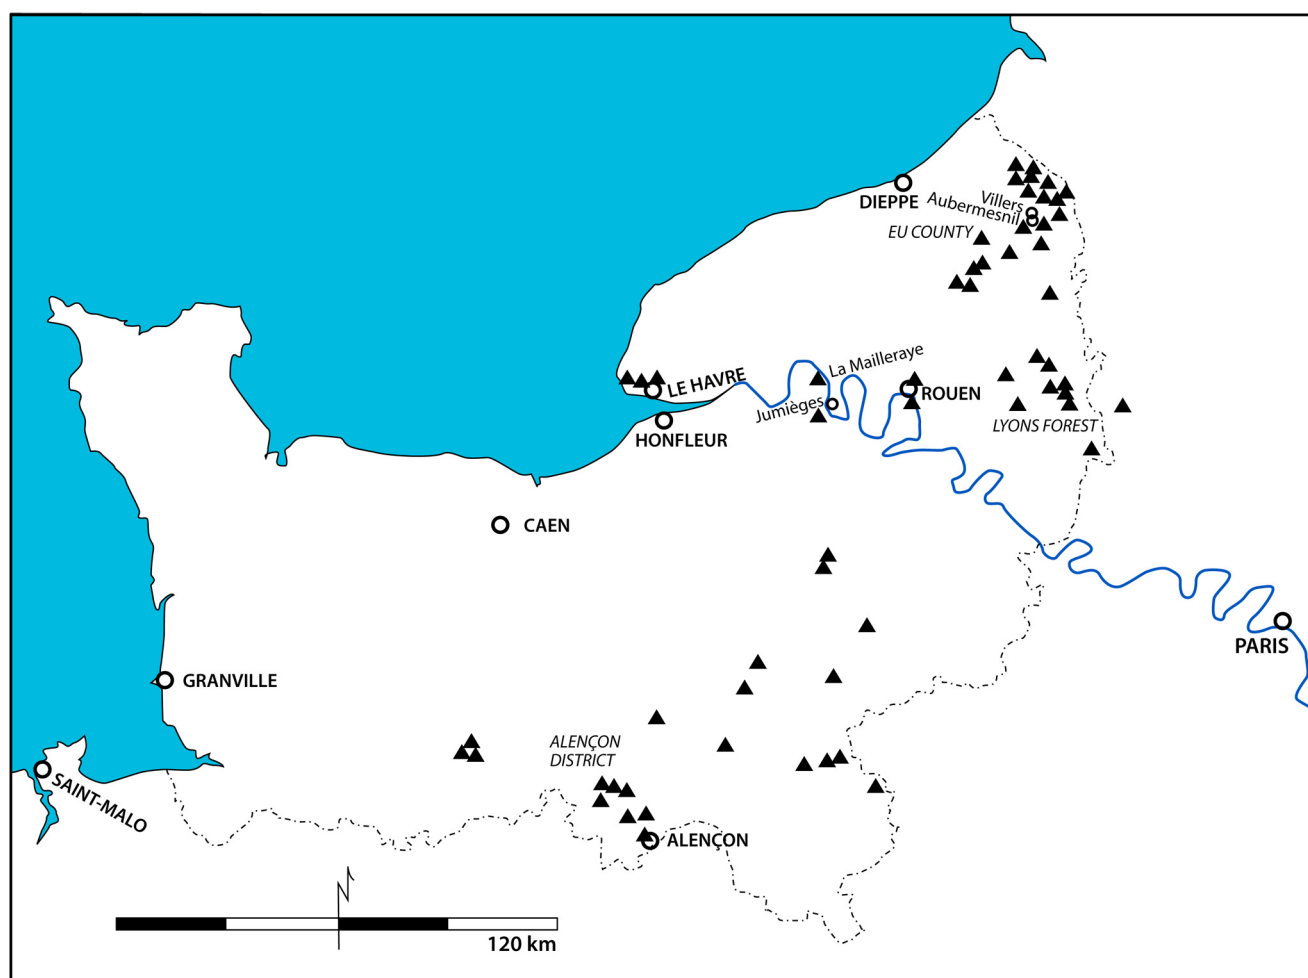 DIEPPE
Villers
Aubermesnil
EU COUNTY
La Mailleraye
LE HAVRE
ROUEN
Jumièges
HONFLEUR
LYONS FOREST
CAEN
PARIS
GRANVILLE
ALENÇON
DISTRICT
SAINT-MALO
ALENÇON
120 km